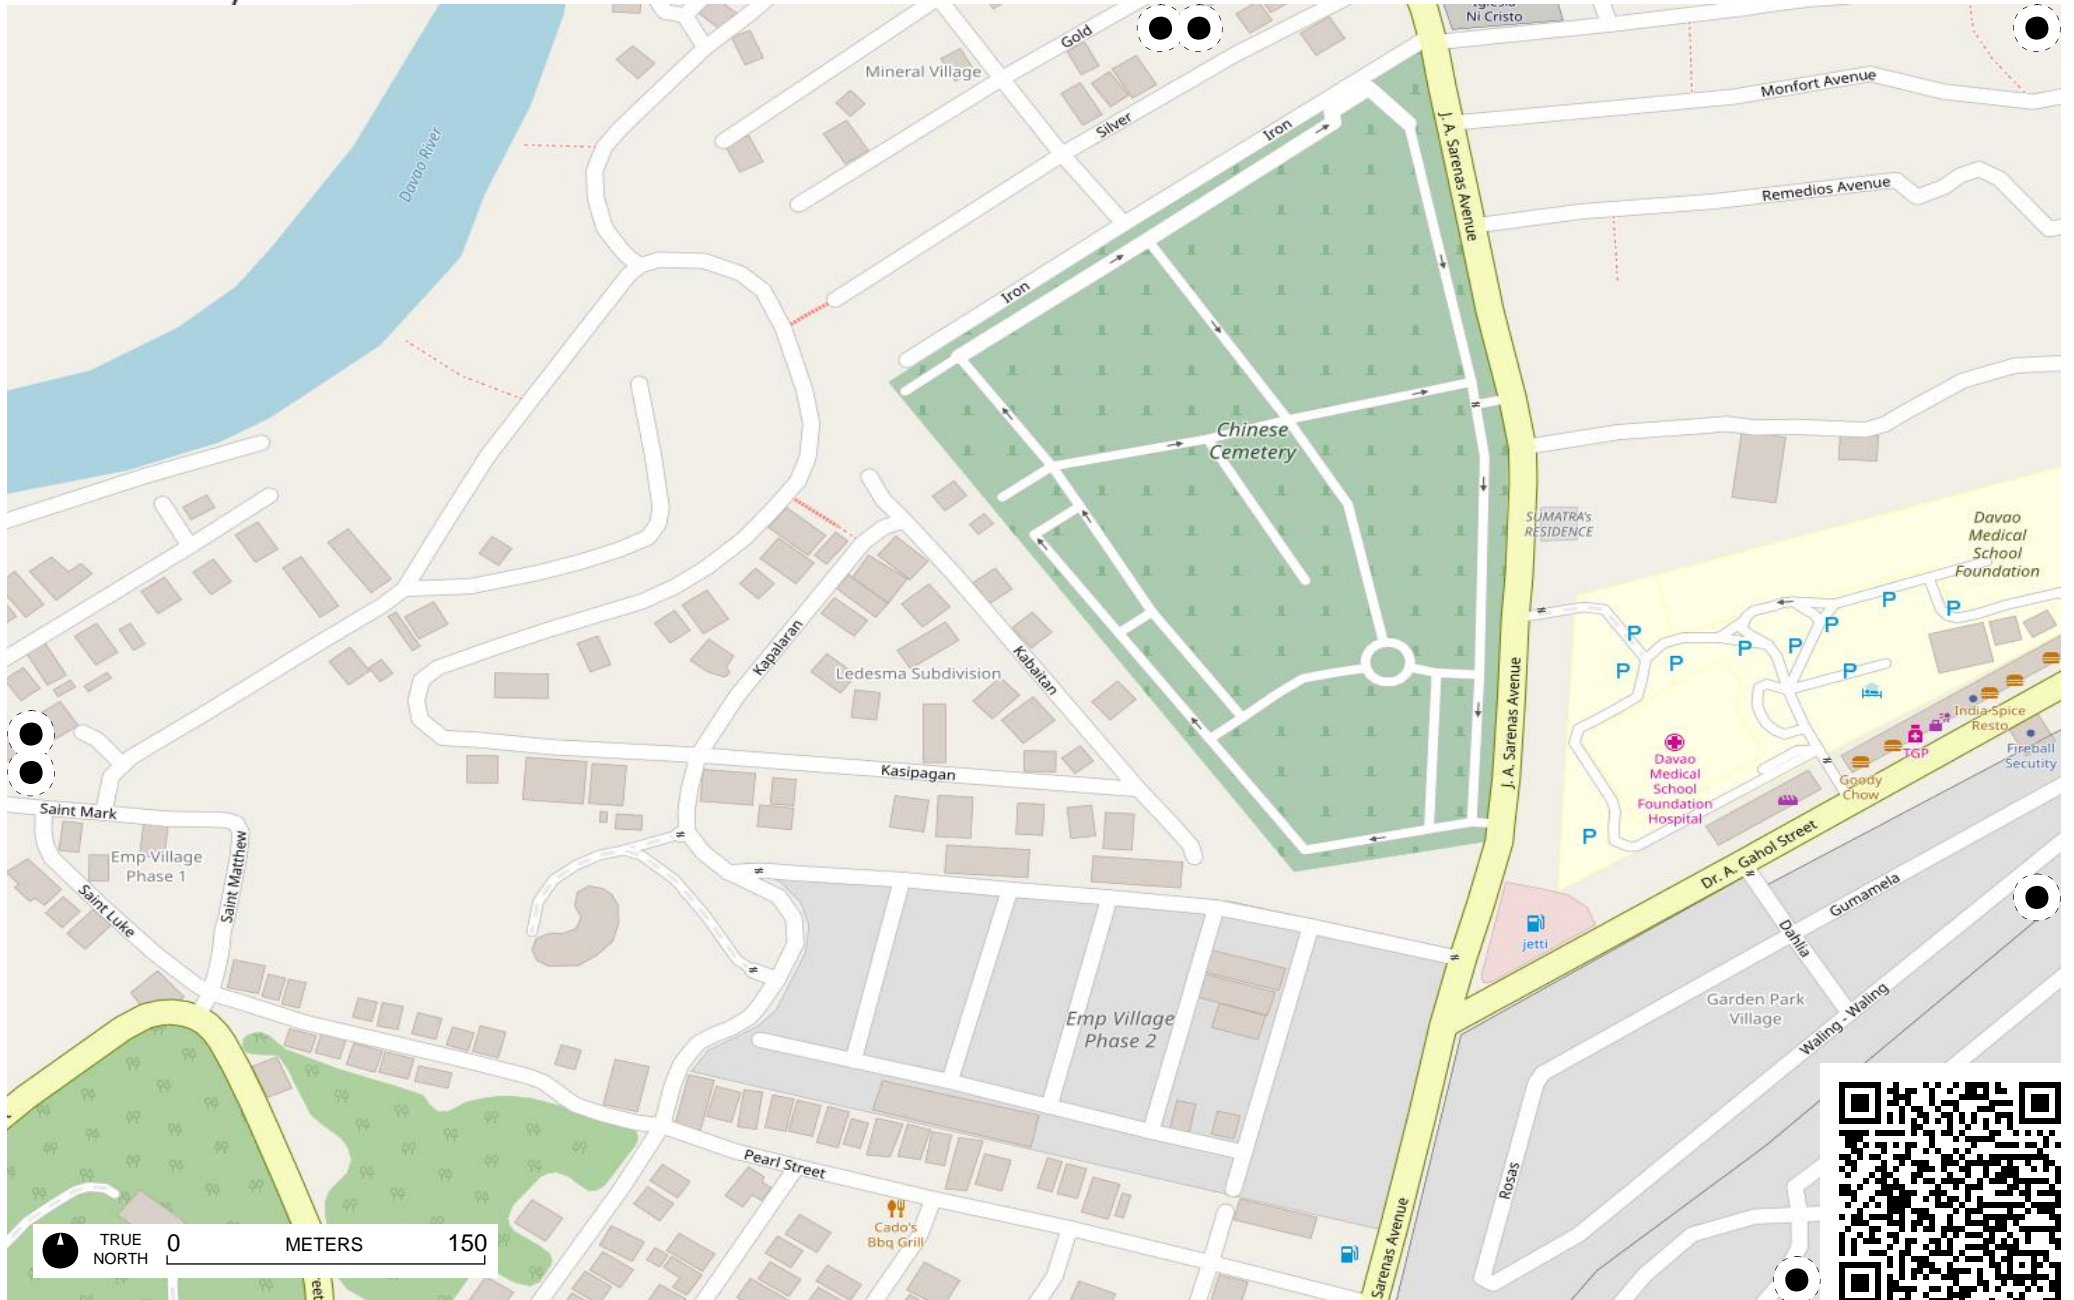 Iglesia
Ni Cristo
Gold
Mineral Village
Monfort Avenue
Silver
Iron
J. A. Sarenas Avenue
Davao River
Remedios Avenue
Iron
Chinese
Cemetery
SUMATRA's
RESIDENCE
Davao
Medical
School
Foundation
P
P
P
P
P
P
P
P
P
Kapalaran
Ledesma Subdivision
Kabaitan
J. A. Sarenas Avenue
India Spice
Resto
TGP
Fireball
Secutity
Davao
Medical
School
Foundation
Hospital
Goody
Chow
Kasipagan
Saint Mark
Emp Village
Phase 1
Saint Matthew
Saint Luke
Dr. A. Gahol Street
Gumamela
Dahlia
jetti
Garden Park
Village
Waling - Waling
Emp Village
Phase 2
Pearl Street
Rosas
Cado's
Bbq Grill
Sarenas Avenue
reet
TRUE
NORTH
0 METERS 150